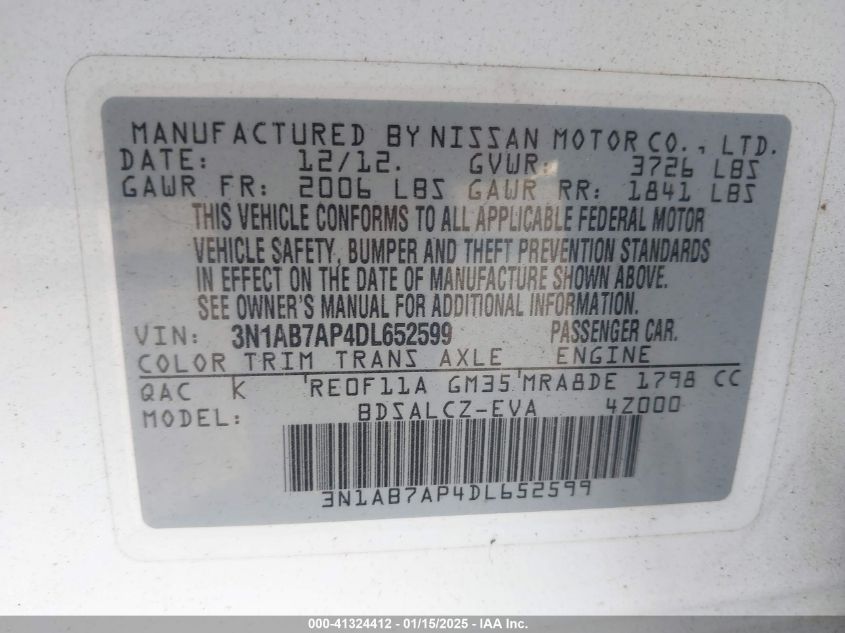 MANUFACTURED BY NISSAN MOTOR CO., LTD.
DATE: 12/12. GVWR: 3726 LBS
GAWR FR: 2006 LBS GAWR RR: 1841 LBS
THIS VEHICLE CONFORMS TO ALL APPLICABLE FEDERAL MOTOR
VEHICLE SAFETY, BUMPER AND THEFT PREVENTION STANDARDS
IN EFFECT ON THE DATE OF MANUFACTURE SHOWN ABOVE.
SEE OWNER'S MANUAL FOR ADDITIONAL INFORMATION.
VIN: 3N1AB7AP4DL652599 PASSENGER CAR.
COLOR TRIM TRANS AXLE ENGINE
QAC K RE0F11A GM35 MRA8DE 1798 CC
MODEL: BDSALCZ-EVA 4Z000
3N1AB7AP4DL652599
000-41324412 - 01/15/2025 - IAA Inc.